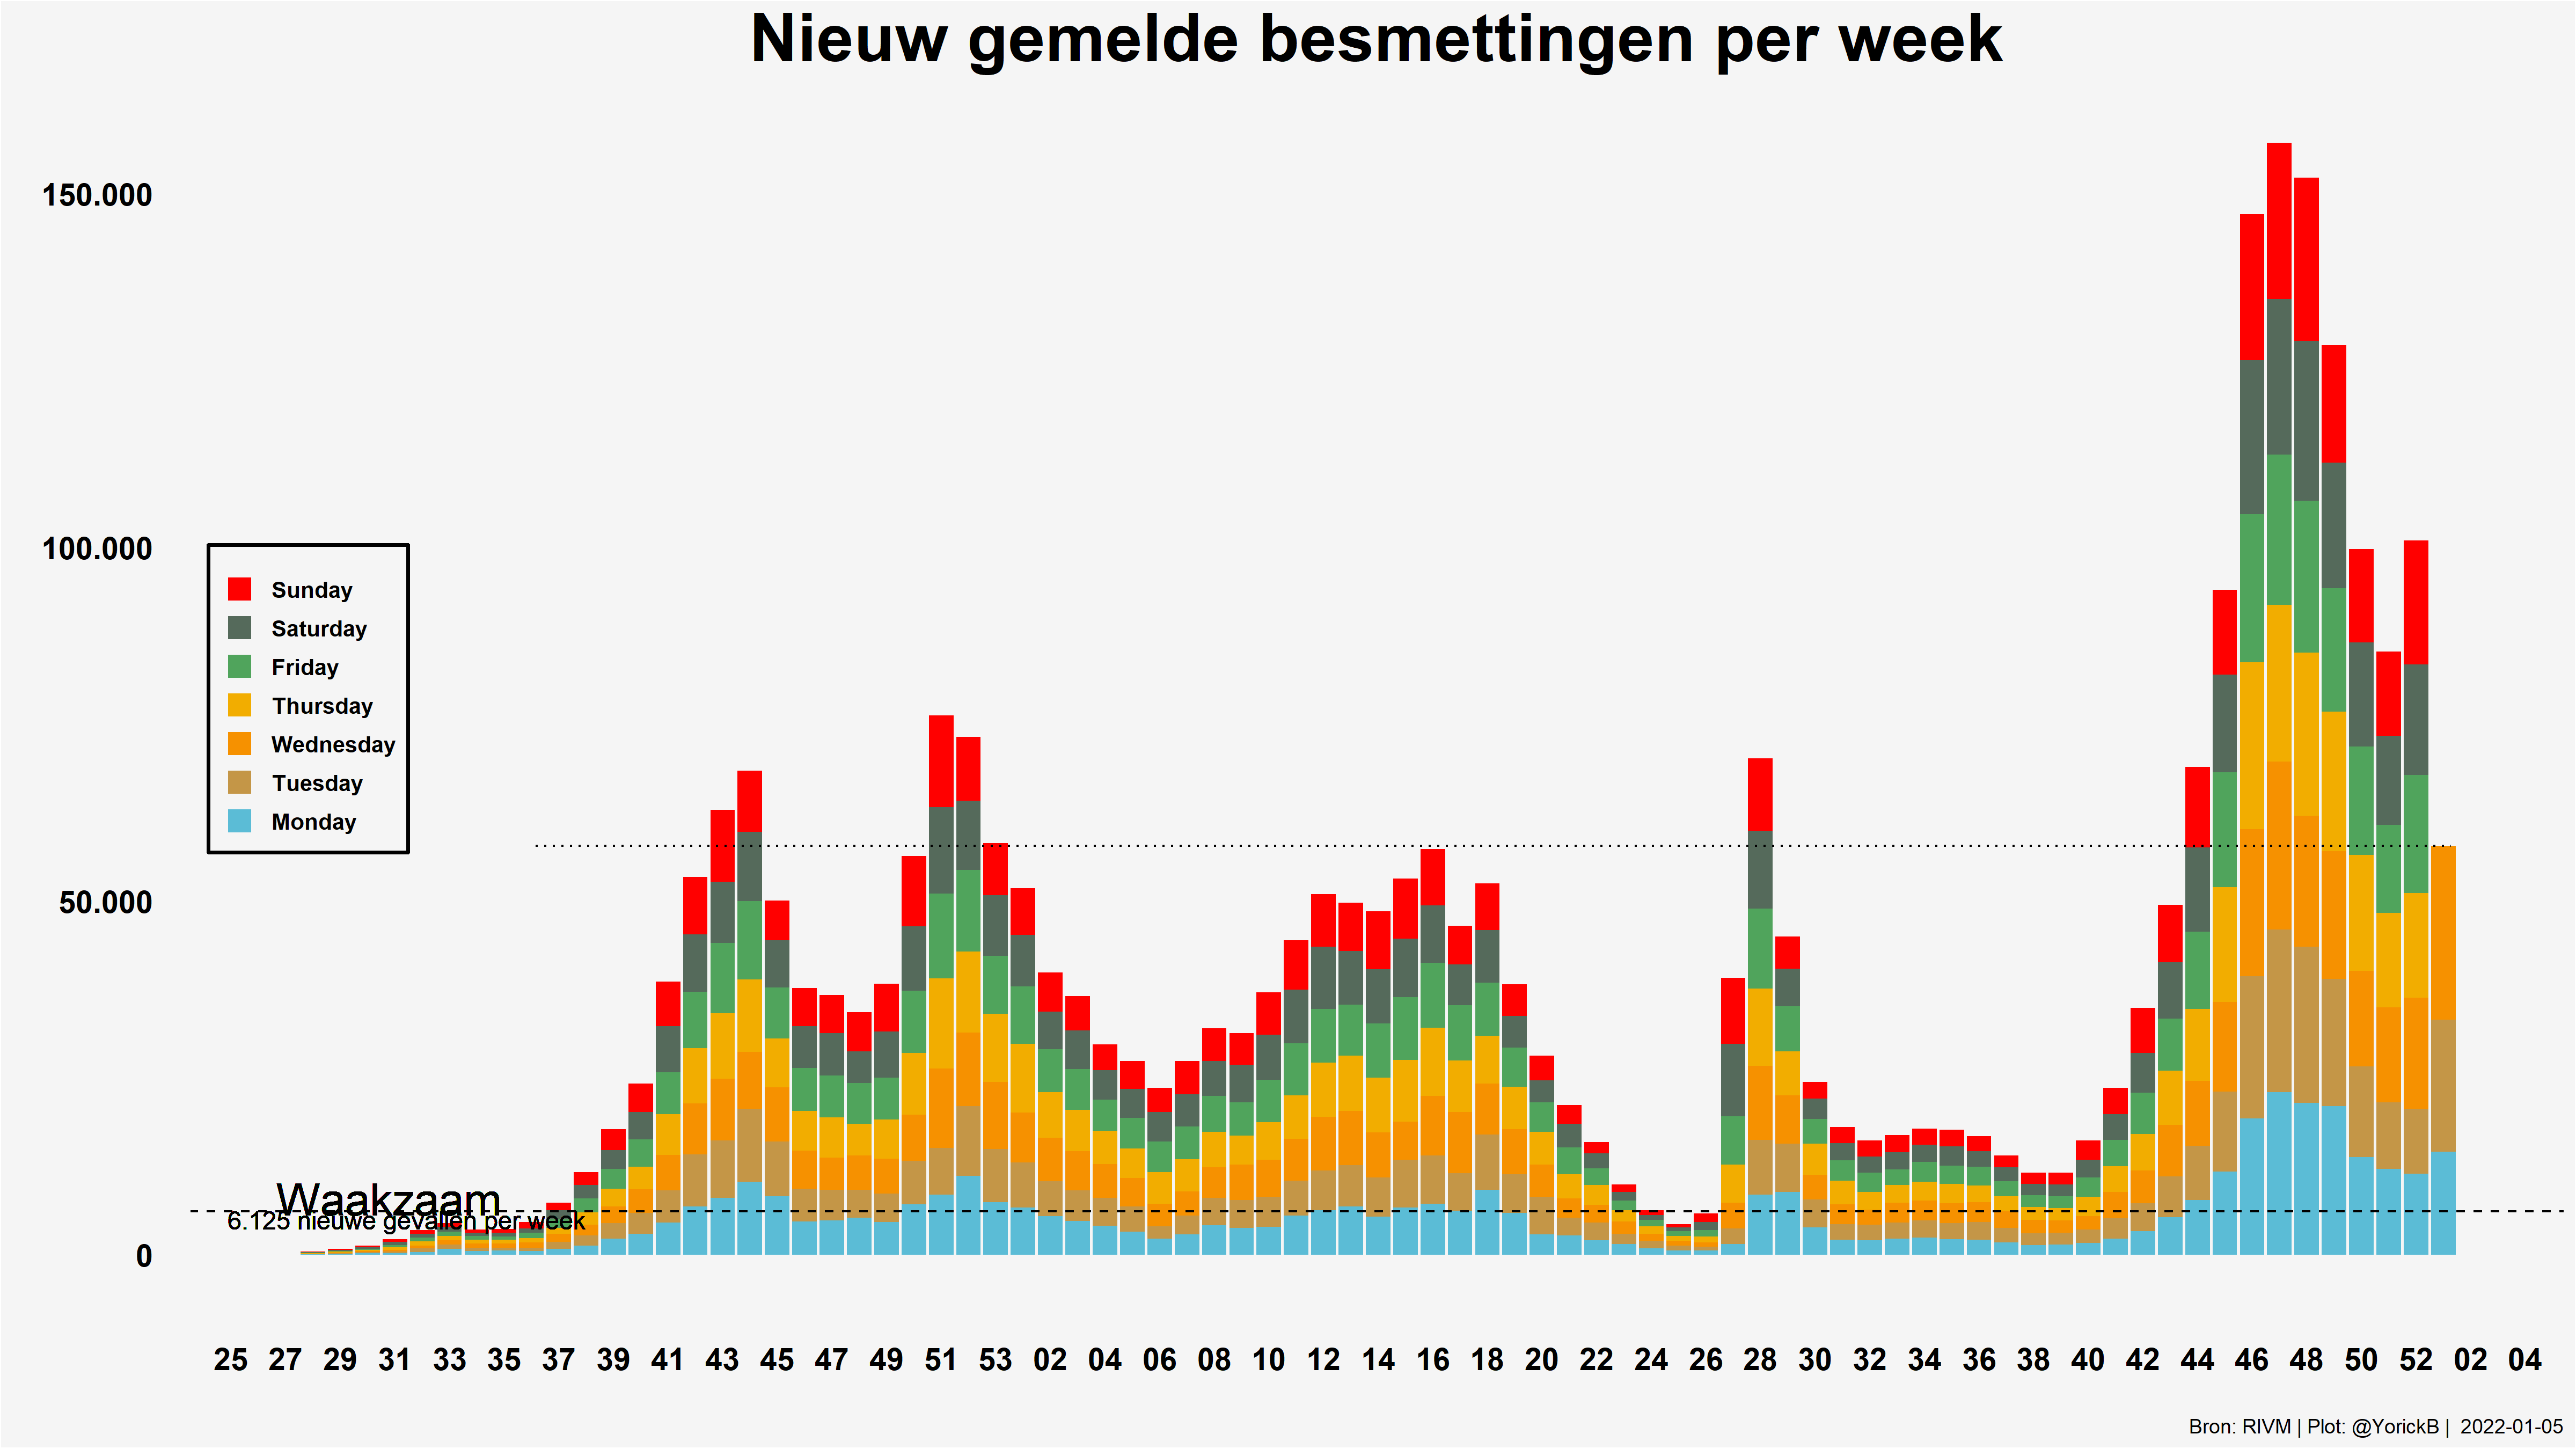 Nieuw gemelde besmettingen per week
150.000
100.000
50.000
0
Sunday
Saturday
Friday
Thursday
Wednesday
Tuesday
Monday
Waakzaam
6.125 nieuwe gevallen per week
25 27 29 31 33 35 37 39 41 43 45 47 49 51 53 02 04 06 08 10 12 14 16 18 20 22 24 26 28 30 32 34 36 38 40 42 44 46 48 50 52 02 04
Bron: RIVM | Plot: @YorickB | 2022-01-05